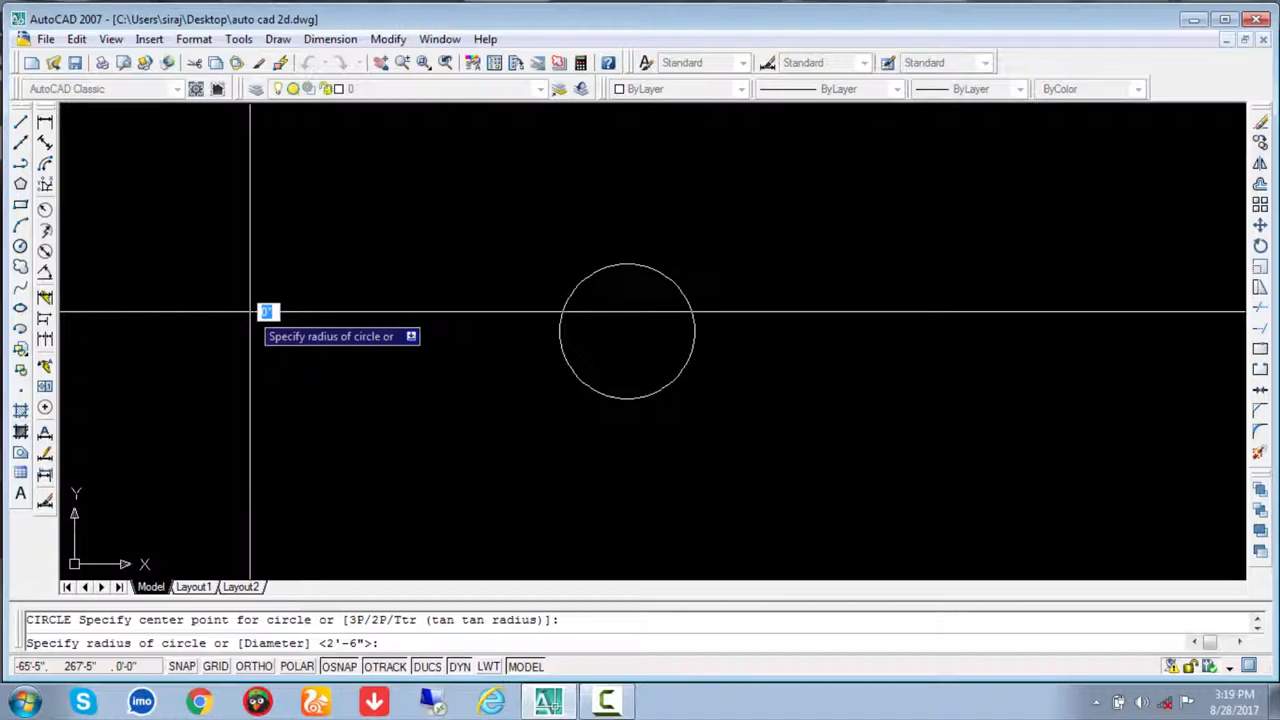 AutoCAD 2007 - [C:\Users\siraj\Desktop\auto cad 2d.dwg]
File Edit View Insert Format Tools Draw Dimension Modify Window Help
Standard Standard Standard
AutoCAD Classic 0 ByLayer ByLayer ByLayer ByColor
0"
Specify radius of circle or
Y
X
Model Layout1 Layout2
CIRCLE Specify center point for circle or [3P/2P/Ttr (tan tan radius)]:
Specify radius of circle or [Diameter] <2'-6">:
-65'-5", 267'-5" , 0'-0" SNAP GRID ORTHO POLAR OSNAP OTRACK DUCS DYN LWT MODEL
imo
3:19 PM
8/28/2017